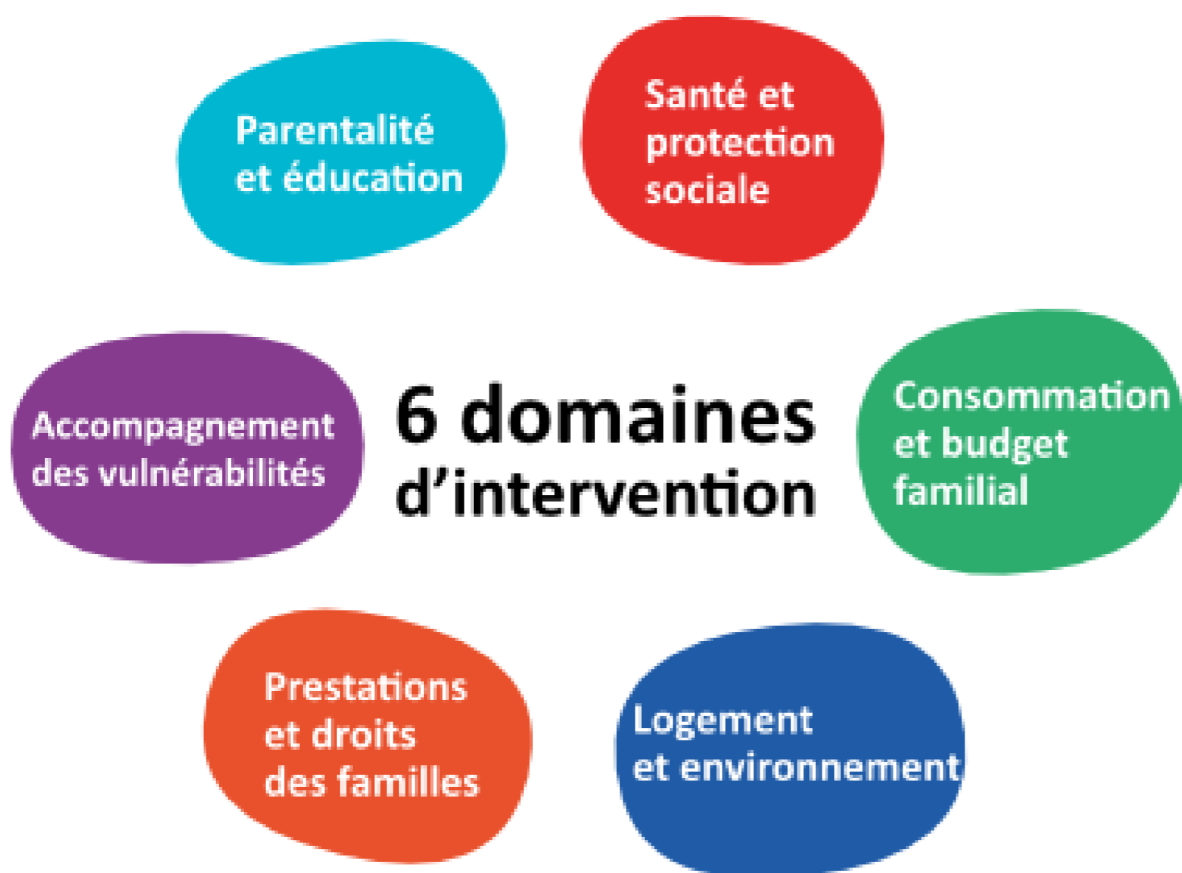 Parentalité
et éducation
Santé et
protection
sociale
Accompagnement
des vulnérabilités
6 domaines
d’intervention
Consommation
et budget
familial
Prestations
et droits
des familles
Logement
et environnement